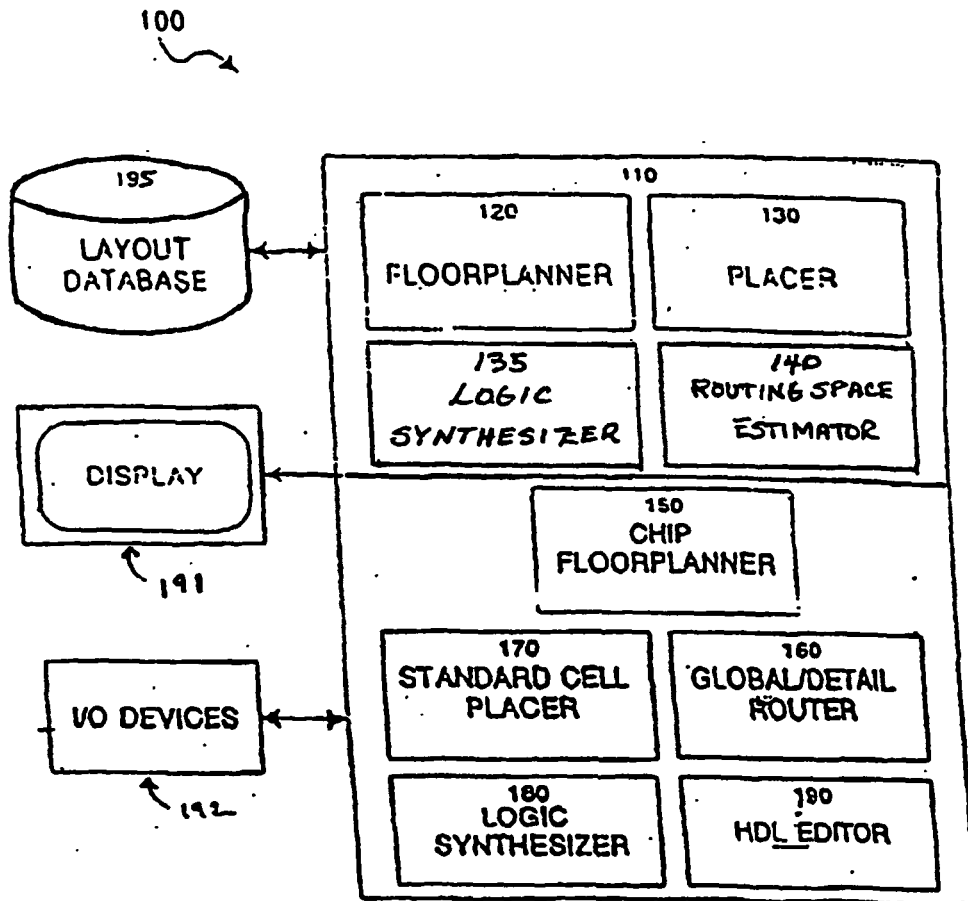 100
195
LAYOUT
DATABASE
110
120
FLOORPLANNER
130
PLACER
135
LOGIC
SYNTHESIZER
140
ROUTING SPACE
ESTIMATOR
DISPLAY
191
150
CHIP
FLOORPLANNER
170
STANDARD CELL
PLACER
160
GLOBAL/DETAIL
ROUTER
I/O DEVICES
192
180
LOGIC
SYNTHESIZER
190
HDL EDITOR